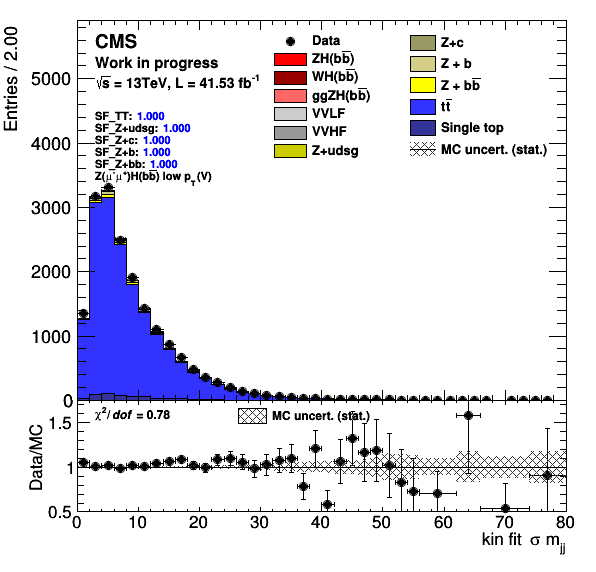 CMS
Work in progress
√s = 13TeV, L = 41.53 fb⁻¹
SF_TT: 1.000
SF_Z+udsg: 1.000
SF_Z+c: 1.000
SF_Z+b: 1.000
SF_Z+bb: 1.000
Z(μ⁻μ⁺)H(bb̅) low p_T(V)
Data
ZH(bb̅)
WH(bb̅)
ggZH(bb̅)
VVLF
VVHF
Z+udsg
Z+c
Z + b
Z + bb̅
tt̅
Single top
MC uncert. (stat.)
Entries / 2.00
5000
4000
3000
2000
1000
0
χ²/dof = 0.78
MC uncert. (stat.)
Data/MC
1.5
1
0.5
0 10 20 30 40 50 60 70 80
kin fit σ m_jj